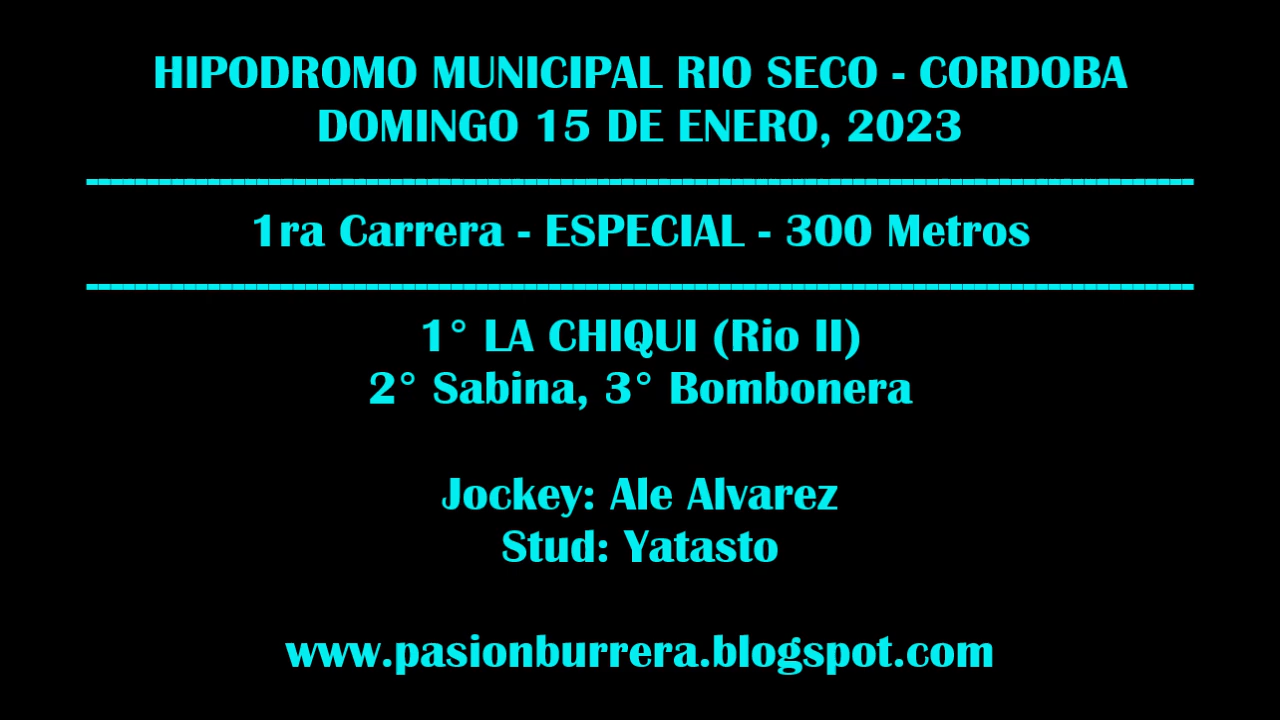 HIPODROMO MUNICIPAL RIO SECO - CORDOBA
DOMINGO 15 DE ENERO, 2023
1ra Carrera - ESPECIAL - 300 Metros
1° LA CHIQUI (Rio II)
2° Sabina, 3° Bombonera
Jockey: Ale Alvarez
Stud: Yatasto
www.pasionburrera.blogspot.com